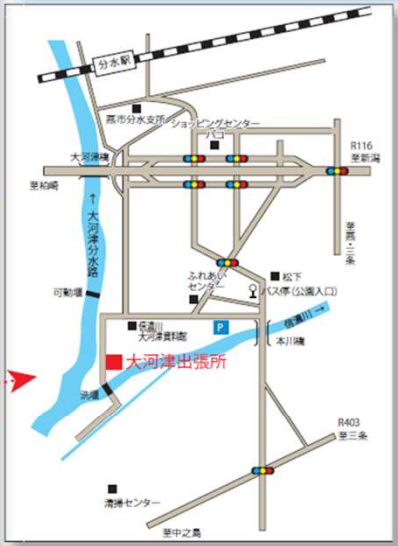 分水駅
燕市分水支所
ショッピングセンター
パコ
大河津橋
R116
至新潟
至柏崎
↑大河津分水路
至燕・三条
ふれあい
センター
松下
バス停（公園入口）
可動堰
信濃川→
信濃川
大河津資料館
P
本川橋
大河津出張所
洗堰
R403
至三条
清掃センター
至中之島